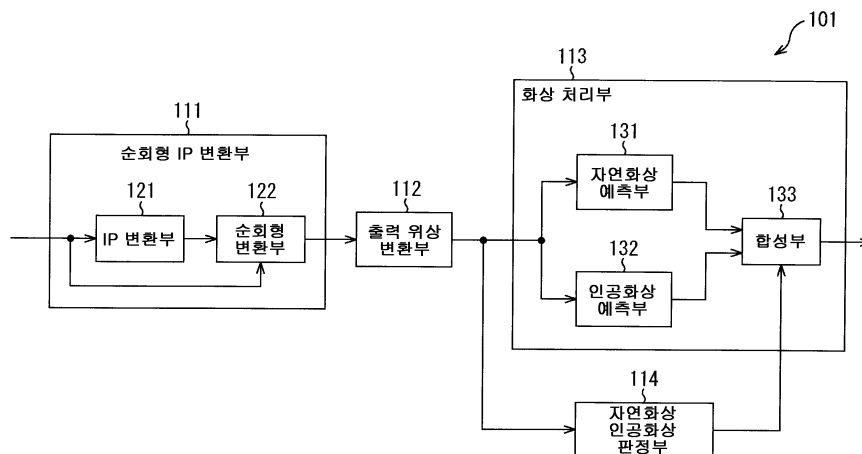 101
113
화상 처리부
111
순회형 IP 변환부
131
자연화상
예측부
121
IP 변환부
122
순회형
변환부
112
출력 위상
변환부
133
합성부
132
인공화상
예측부
114
자연화상
인공화상
판정부